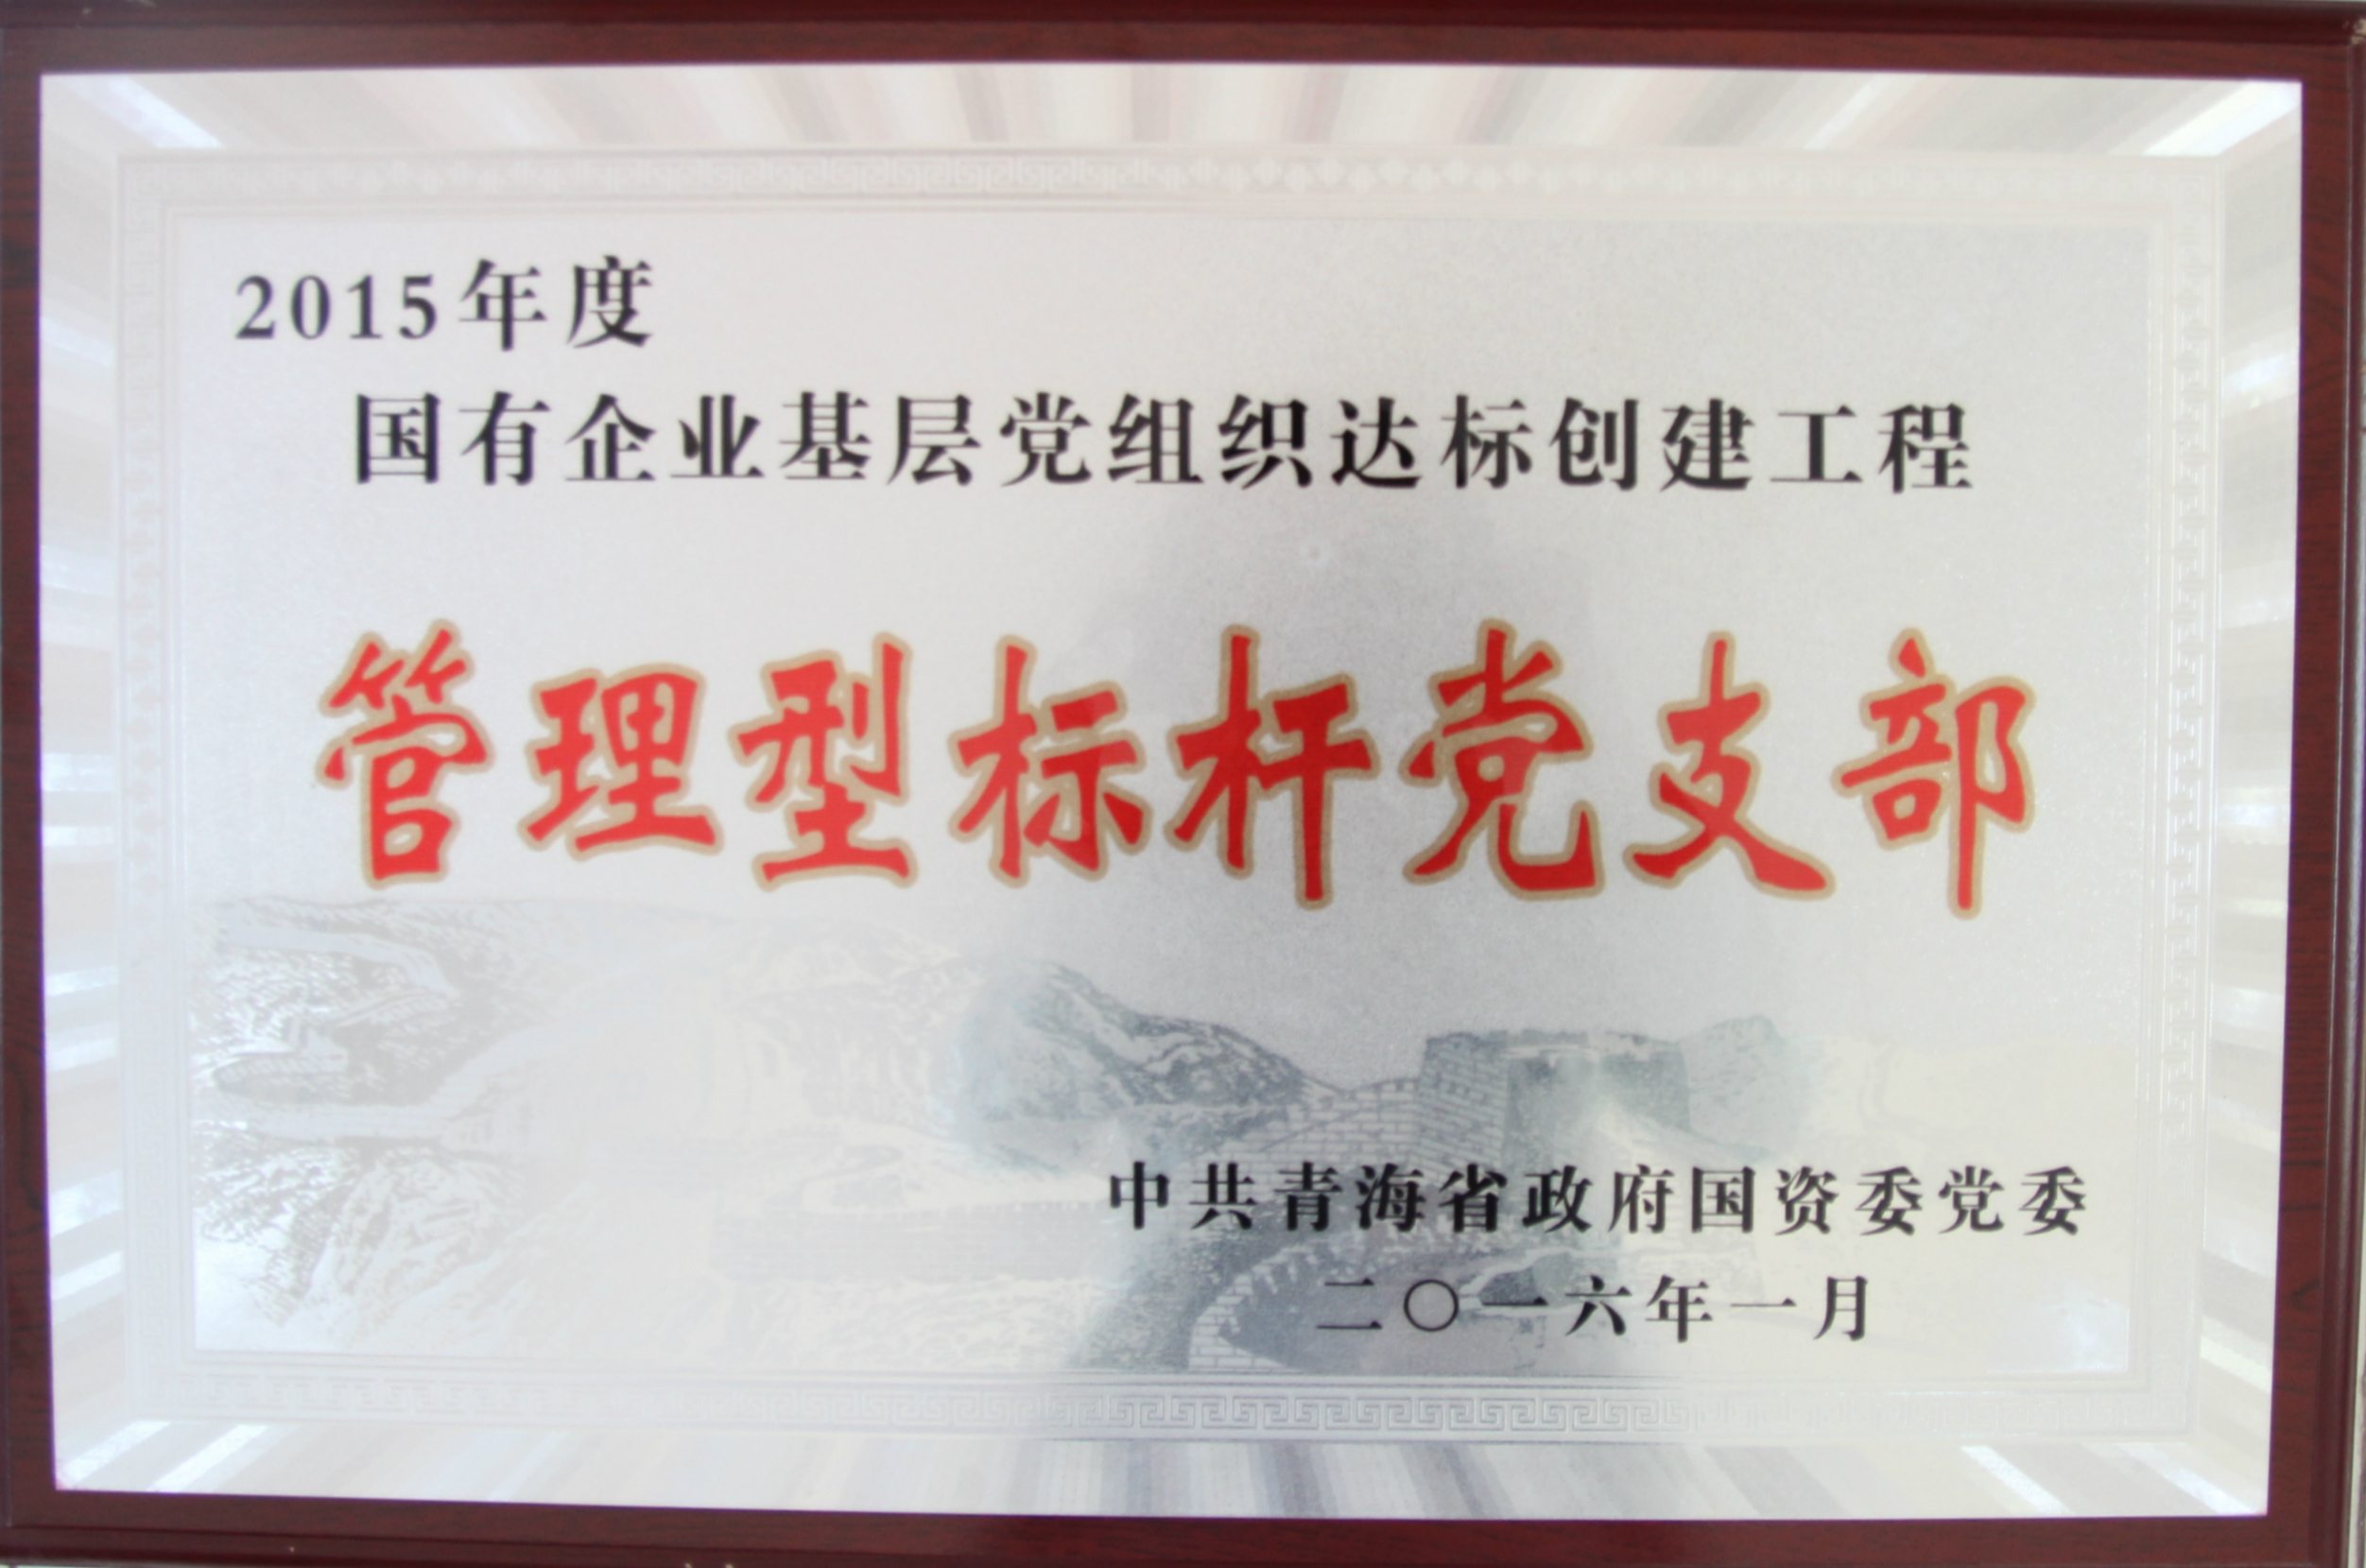 2015年度
国有企业基层党组织达标创建工程
管理型标杆党支部
中共青海省政府国资委党委
二〇一六年一月